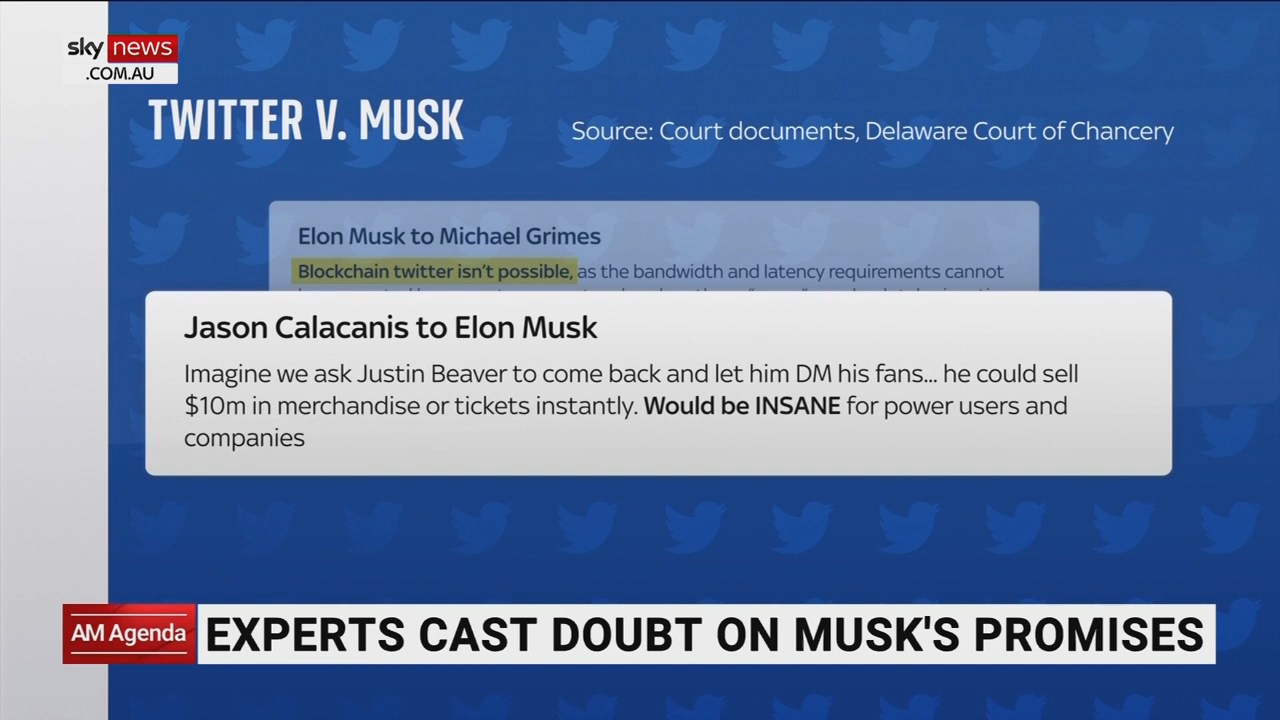 sky news
.COM.AU
TWITTER V. MUSK
Source: Court documents, Delaware Court of Chancery
Elon Musk to Michael Grimes
Blockchain twitter isn't possible, as the bandwidth and latency requirements cannot
Jason Calacanis to Elon Musk
Imagine we ask Justin Beaver to come back and let him DM his fans... he could sell
$10m in merchandise or tickets instantly. Would be INSANE for power users and
companies
AM Agenda
EXPERTS CAST DOUBT ON MUSK'S PROMISES